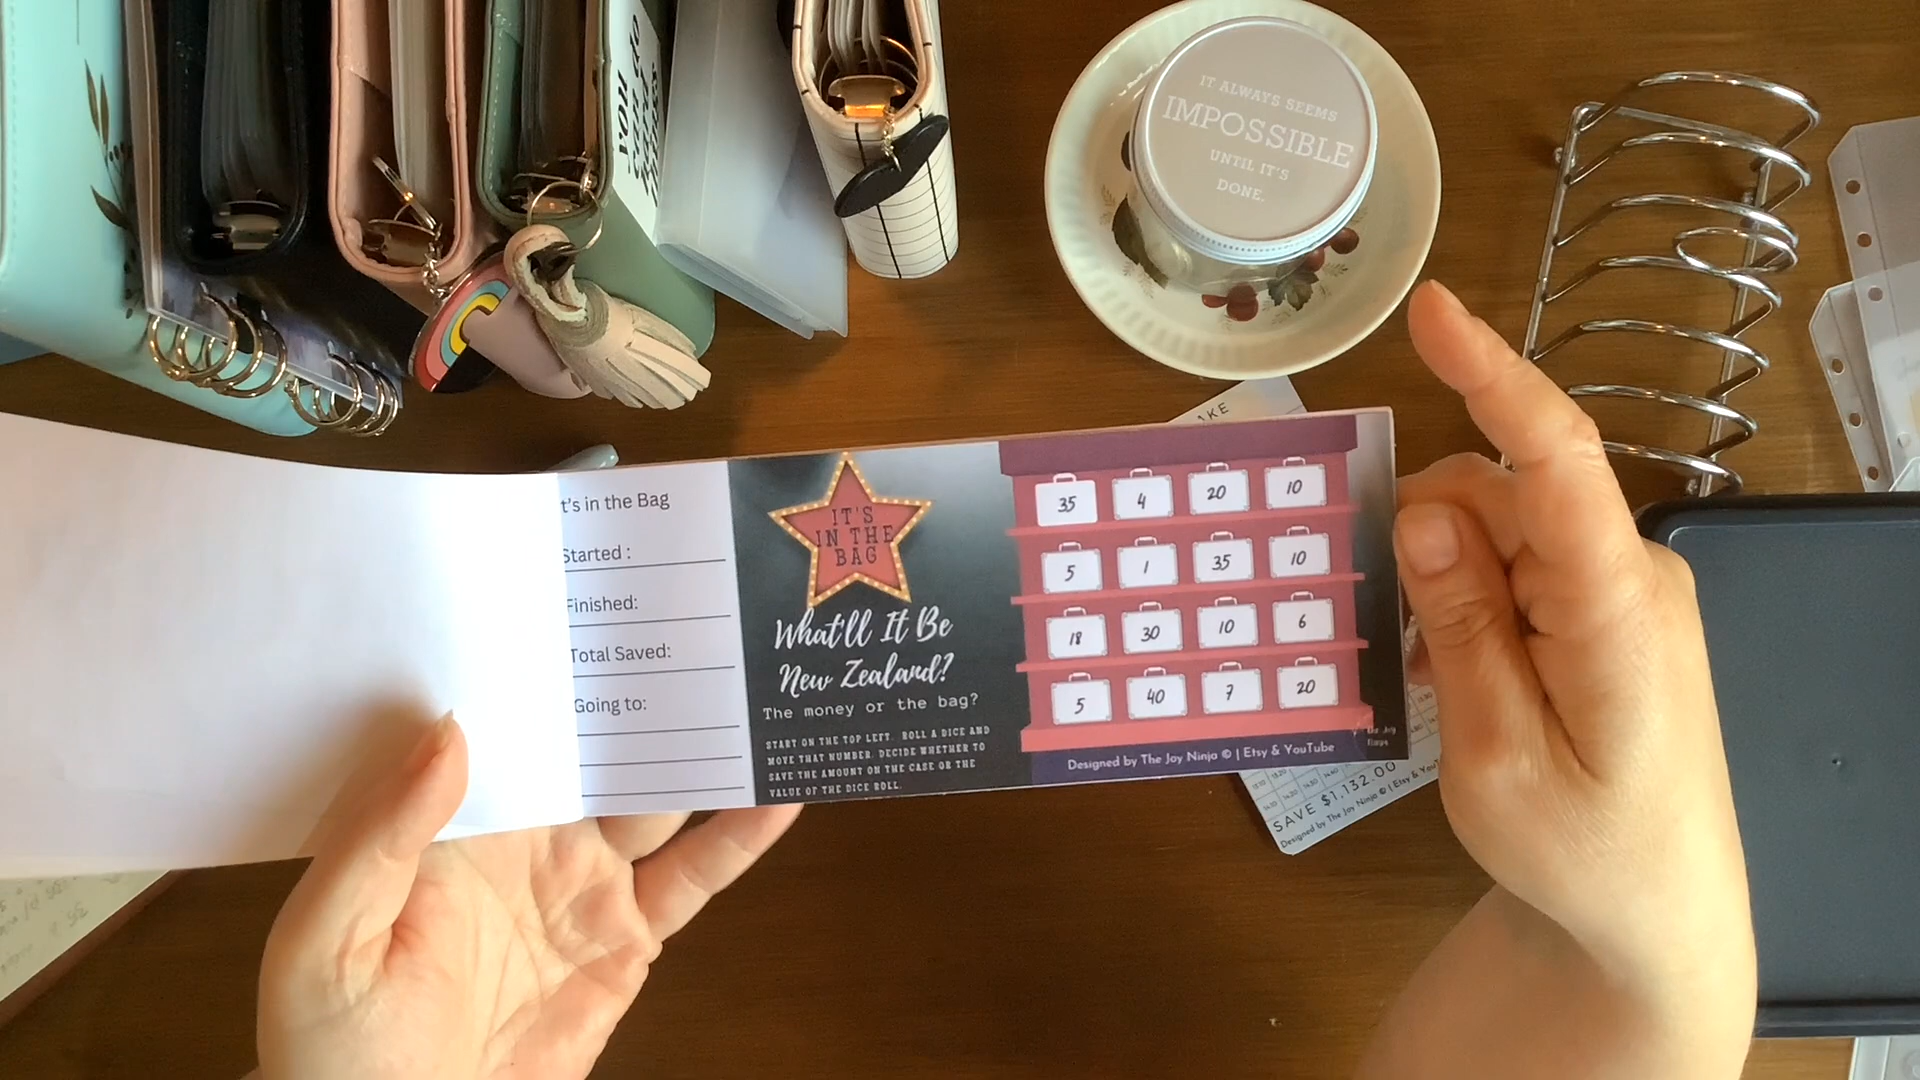 you
can do
IT ALWAYS SEEMS
IMPOSSIBLE
UNTIL IT'S
DONE.
t's in the Bag
Started :
Finished:
Total Saved:
Going to:
IT'S
IN THE
BAG
What'll It Be
New Zealand?
The money or the bag?
START ON THE TOP LEFT. ROLL A DICE AND
MOVE THAT NUMBER. DECIDE WHETHER TO
SAVE THE AMOUNT ON THE CASE OR THE
VALUE OF THE DICE ROLL.
35 4 20 10
5 1 35 10
18 30 10 6
5 40 7 20
Designed by The Joy Ninja © | Etsy & YouTube
SAVE $1,132.00
Designed by The Joy Ninja © | Etsy & YouT